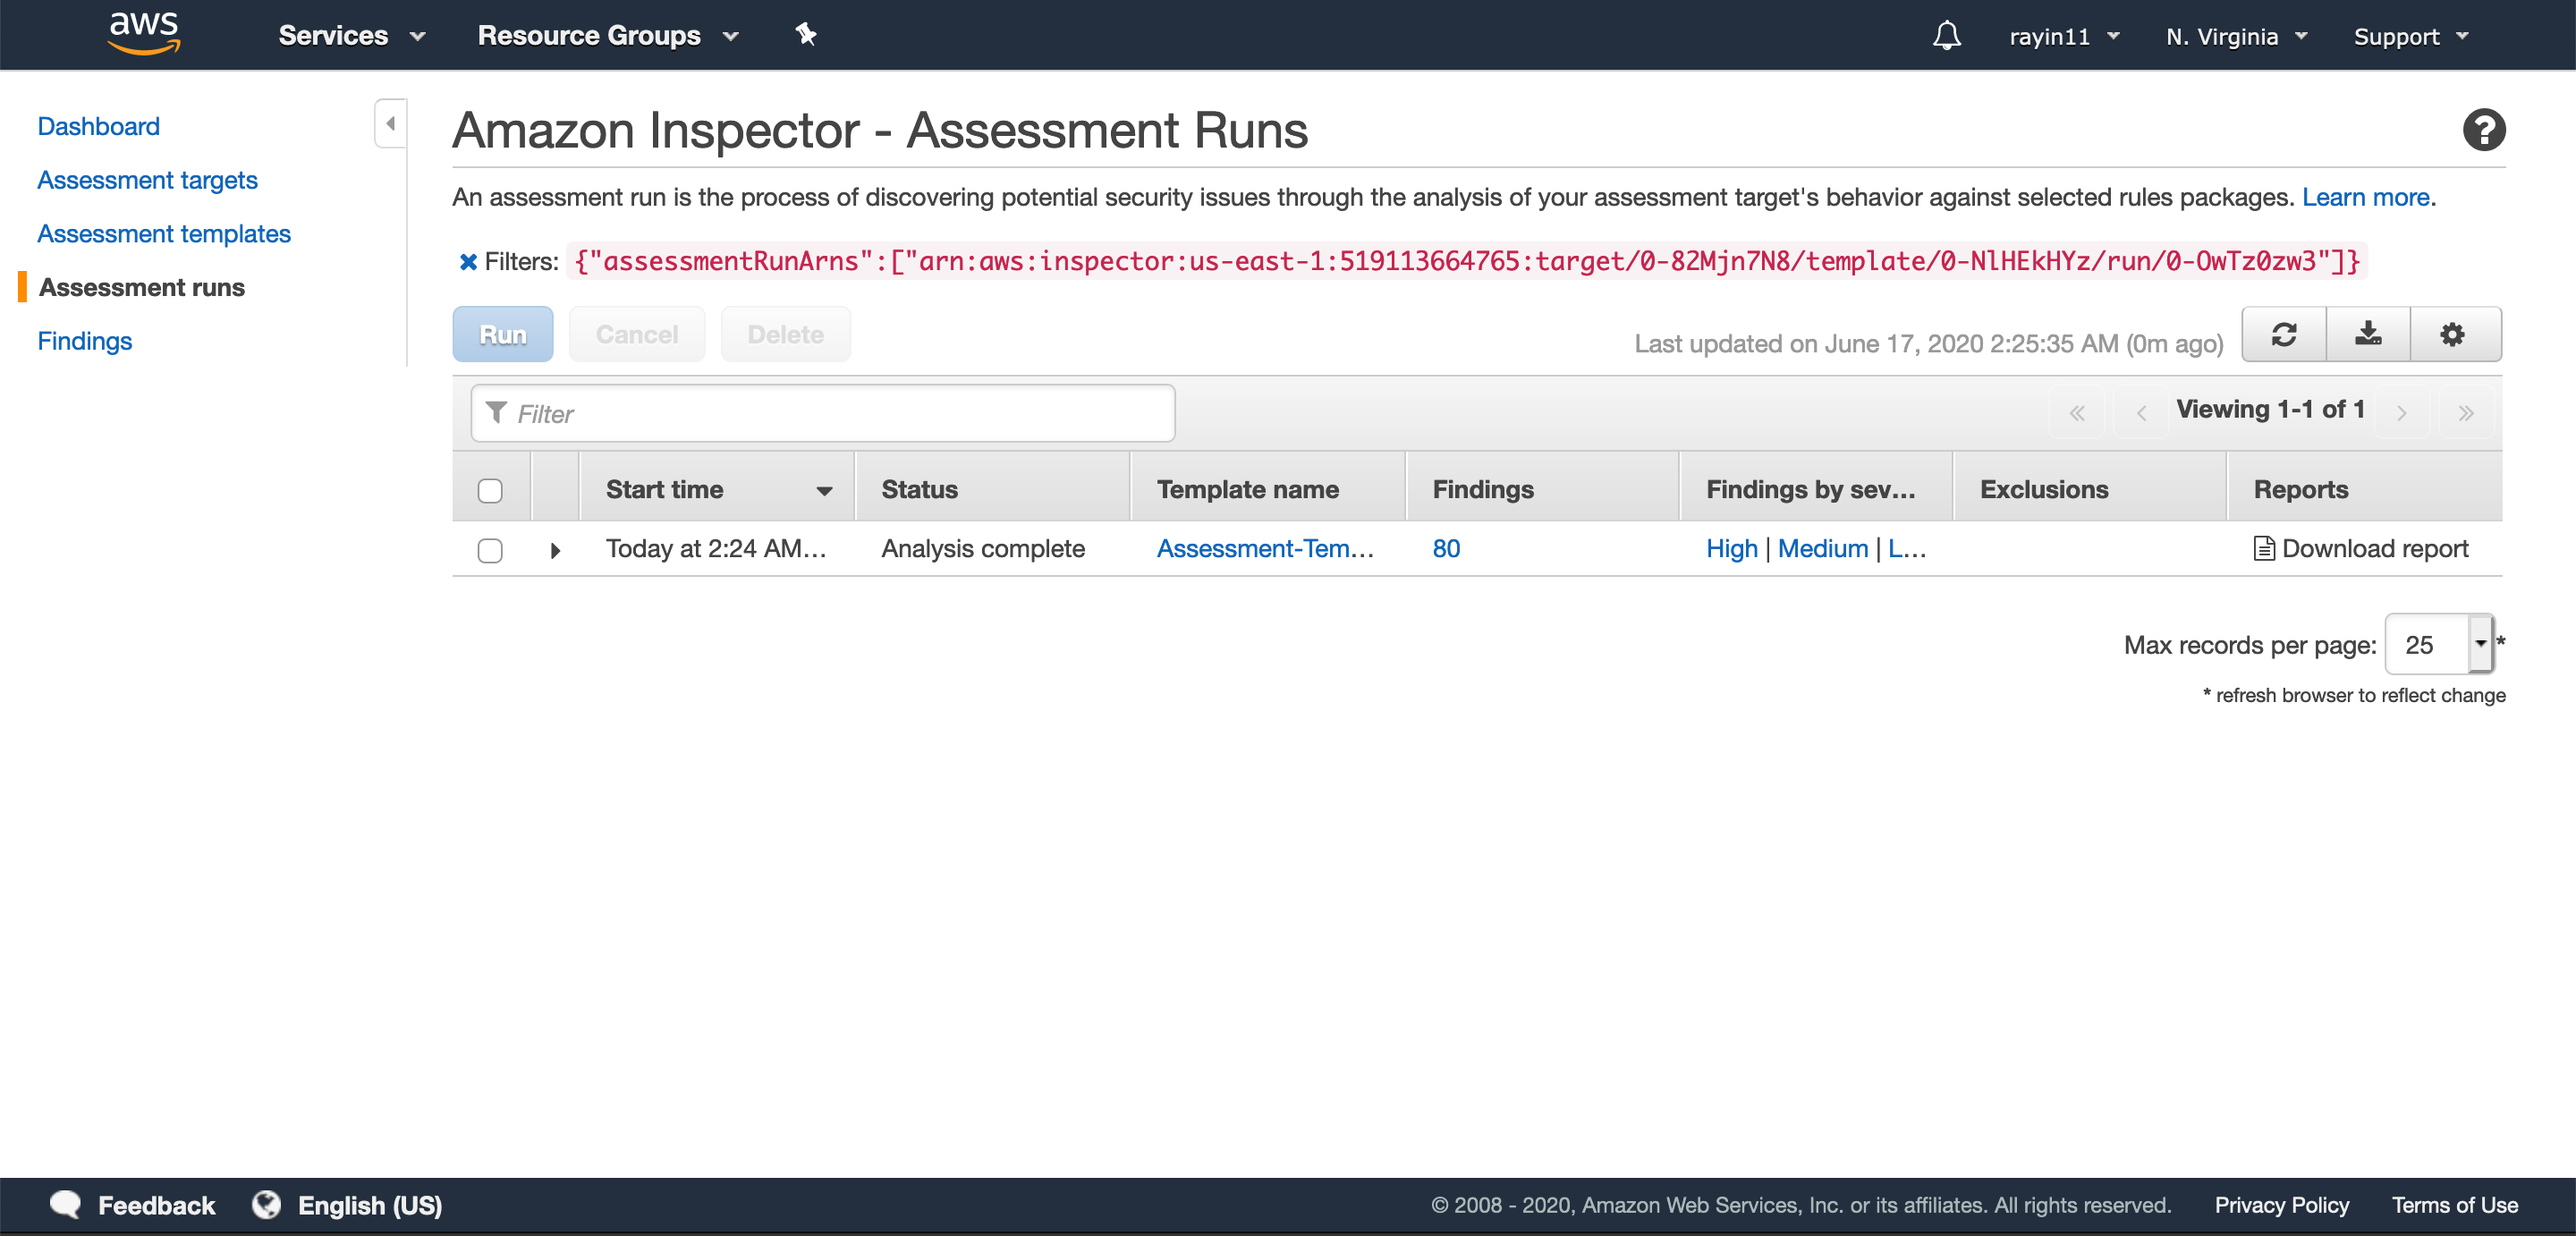 aws Services Resource Groups rayin11 N. Virginia Support
Dashboard
Assessment targets
Assessment templates
Assessment runs
Findings
Amazon Inspector - Assessment Runs
An assessment run is the process of discovering potential security issues through the analysis of your assessment target's behavior against selected rules packages. Learn more.
Filters: {"assessmentRunArns":["arn:aws:inspector:us-east-1:519113664765:target/0-82Mjn7N8/template/0-NlHEkHYz/run/0-OwTz0zw3"]}
Run Cancel Delete
Last updated on June 17, 2020 2:25:35 AM (0m ago)
Filter
« ‹ Viewing 1-1 of 1 › »
Start time Status Template name Findings Findings by sev... Exclusions Reports
Today at 2:24 AM... Analysis complete Assessment-Tem... 80 High | Medium | L... Download report
Max records per page: 25 *
* refresh browser to reflect change
Feedback English (US) © 2008 - 2020, Amazon Web Services, Inc. or its affiliates. All rights reserved. Privacy Policy Terms of Use